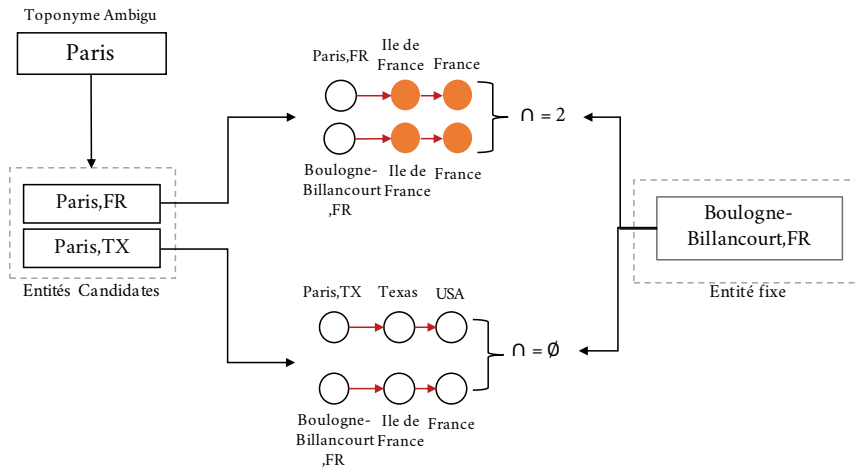 Toponyme Ambigu
Paris
Paris,FR
Paris,TX
Entités Candidates
Paris,FR
Ile de
France
France
Boulogne-
Billancourt
,FR
Ile de
France
France
∩ = 2
Paris,TX
Texas
USA
Boulogne-
Billancourt
,FR
Ile de
France
France
∩ = ∅
Boulogne-
Billancourt,FR
Entité fixe